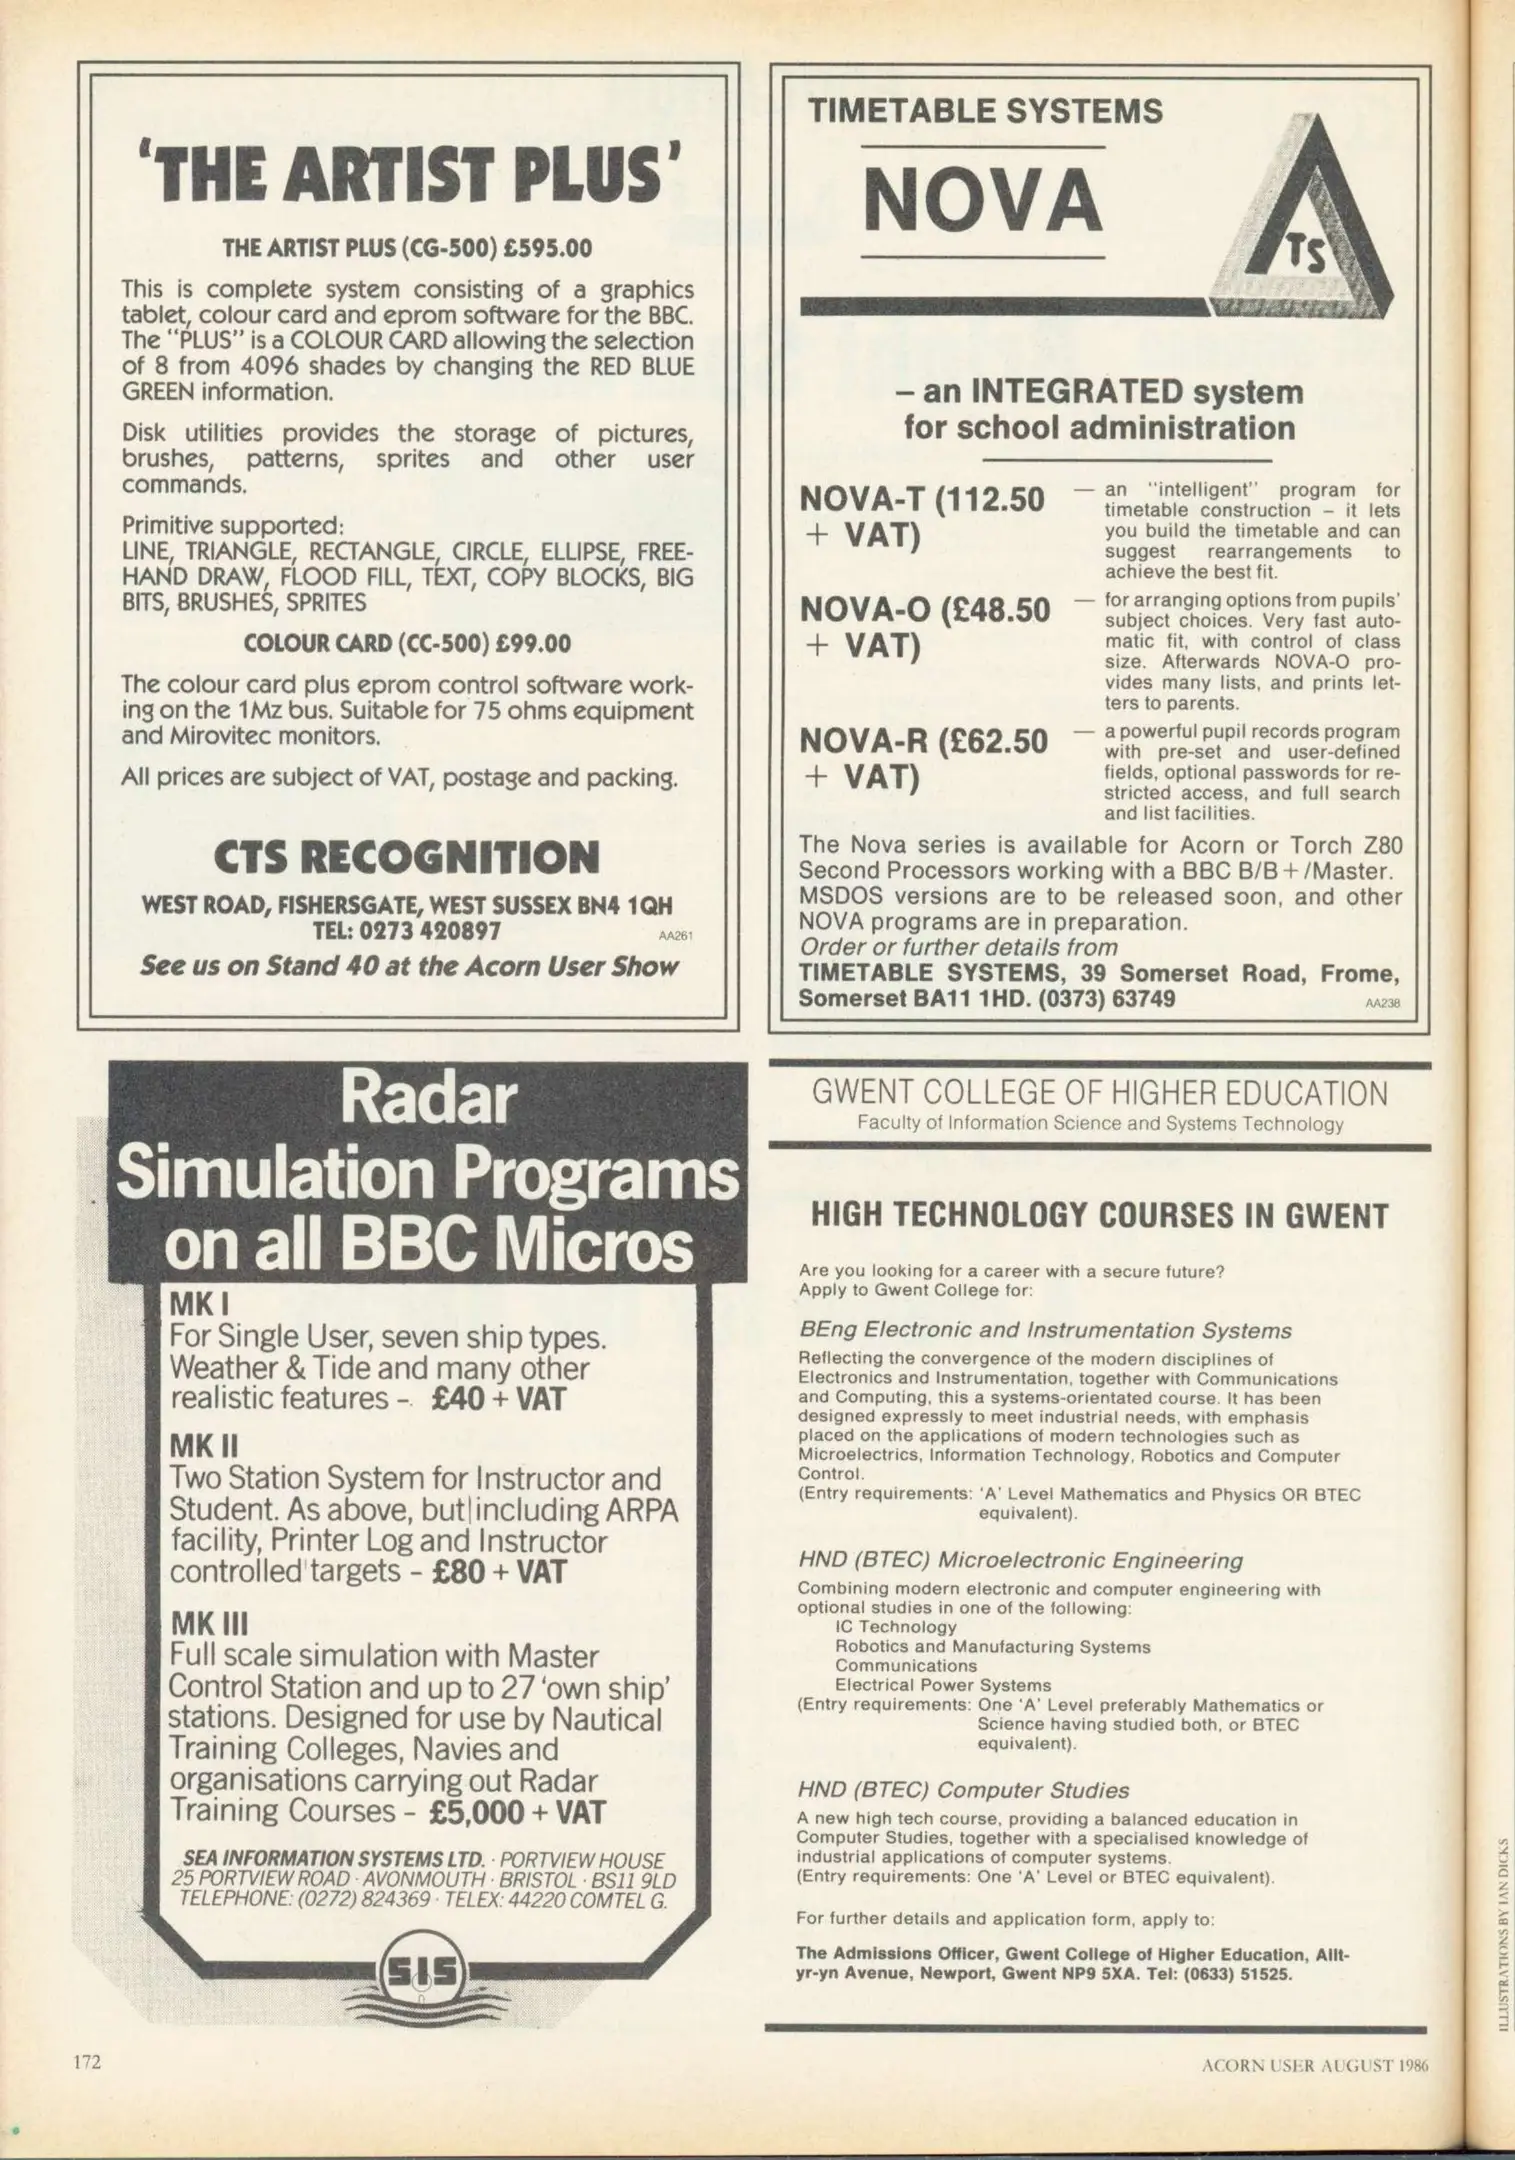 'THE ARTIST PLUS'
THE ARTIST PLUS (CG-500) £595.00
This is complete system consisting of a graphics
tablet, colour card and eprom software for the BBC.
The "PLUS" is a COLOUR CARD allowing the selection
of 8 from 4096 shades by changing the RED BLUE
GREEN information.
Disk utilities provides the storage of pictures,
brushes, patterns, sprites and other user
commands.
Primitive supported:
LINE, TRIANGLE, RECTANGLE, CIRCLE, ELLIPSE, FREE-
HAND DRAW, FLOOD FILL, TEXT, COPY BLOCKS, BIG
BITS, BRUSHES, SPRITES
COLOUR CARD (CC-500) £99.00
The colour card plus eprom control software work-
ing on the 1Mz bus. Suitable for 75 ohms equipment
and Mirovitec monitors.
All prices are subject of VAT, postage and packing.
CTS RECOGNITION
WEST ROAD, FISHERSGATE, WEST SUSSEX BN4 1QH
TEL: 0273 420897
AA261
See us on Stand 40 at the Acorn User Show
TIMETABLE SYSTEMS
NOVA
TS
– an INTEGRATED system
for school administration
NOVA-T (112.50
+ VAT)
— an "intelligent" program for
timetable construction – it lets
you build the timetable and can
suggest rearrangements to
achieve the best fit.
NOVA-O (£48.50
+ VAT)
— for arranging options from pupils'
subject choices. Very fast auto-
matic fit, with control of class
size. Afterwards NOVA-O pro-
vides many lists, and prints let-
ters to parents.
NOVA-R (£62.50
+ VAT)
— a powerful pupil records program
with pre-set and user-defined
fields, optional passwords for re-
stricted access, and full search
and list facilities.
The Nova series is available for Acorn or Torch Z80
Second Processors working with a BBC B/B+/Master.
MSDOS versions are to be released soon, and other
NOVA programs are in preparation.
Order or further details from
TIMETABLE SYSTEMS, 39 Somerset Road, Frome,
Somerset BA11 1HD. (0373) 63749
AA238
Radar
Simulation Programs
on all BBC Micros
MK I
For Single User, seven ship types.
Weather & Tide and many other
realistic features – £40 + VAT
MK II
Two Station System for Instructor and
Student. As above, but including ARPA
facility, Printer Log and Instructor
controlled targets – £80 + VAT
MK III
Full scale simulation with Master
Control Station and up to 27 'own ship'
stations. Designed for use by Nautical
Training Colleges, Navies and
organisations carrying out Radar
Training Courses – £5,000 + VAT
SEA INFORMATION SYSTEMS LTD. · PORTVIEW HOUSE
25 PORTVIEW ROAD · AVONMOUTH · BRISTOL · BS11 9LD
TELEPHONE: (0272) 824369 · TELEX: 44220 COMTEL G.
SIS
GWENT COLLEGE OF HIGHER EDUCATION
Faculty of Information Science and Systems Technology
HIGH TECHNOLOGY COURSES IN GWENT
Are you looking for a career with a secure future?
Apply to Gwent College for:
BEng Electronic and Instrumentation Systems
Reflecting the convergence of the modern disciplines of
Electronics and Instrumentation, together with Communications
and Computing, this a systems-orientated course. It has been
designed expressly to meet industrial needs, with emphasis
placed on the applications of modern technologies such as
Microelectrics, Information Technology, Robotics and Computer
Control.
(Entry requirements: 'A' Level Mathematics and Physics OR BTEC
equivalent).
HND (BTEC) Microelectronic Engineering
Combining modern electronic and computer engineering with
optional studies in one of the following:
IC Technology
Robotics and Manufacturing Systems
Communications
Electrical Power Systems
(Entry requirements: One 'A' Level preferably Mathematics or
Science having studied both, or BTEC
equivalent).
HND (BTEC) Computer Studies
A new high tech course, providing a balanced education in
Computer Studies, together with a specialised knowledge of
industrial applications of computer systems.
(Entry requirements: One 'A' Level or BTEC equivalent).
For further details and application form, apply to:
The Admissions Officer, Gwent College of Higher Education, Allt-
yr-yn Avenue, Newport, Gwent NP9 5XA. Tel: (0633) 51525.
172
ACORN USER AUGUST 1986
ILLUSTRATIONS BY IAN DICKS